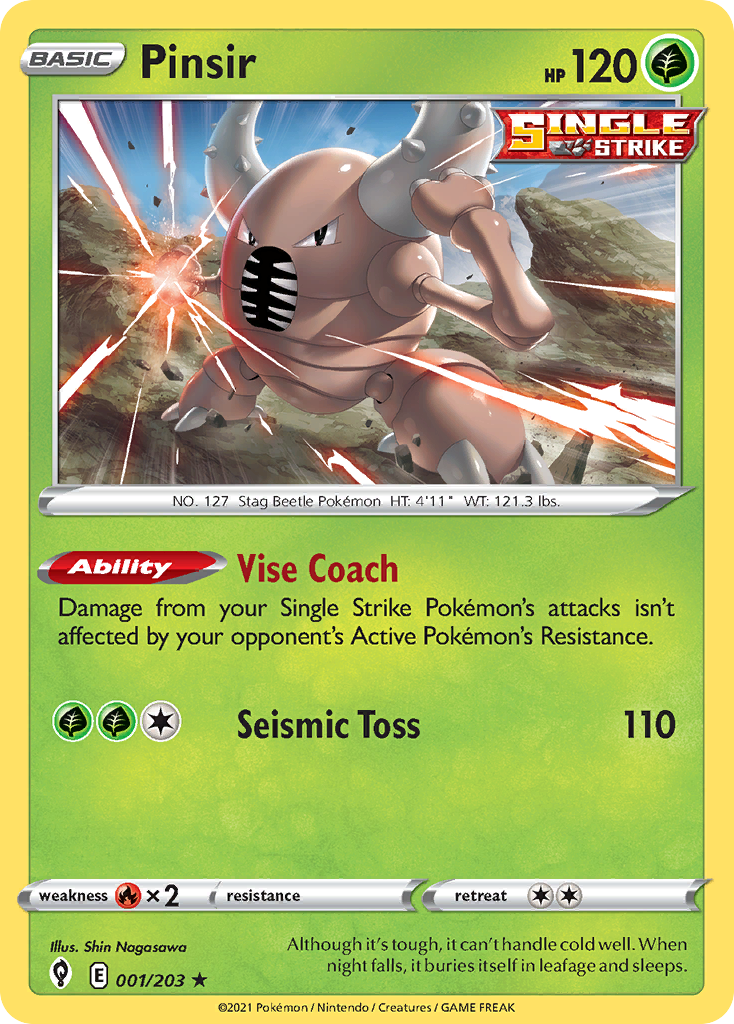 BASIC Pinsir HP 120
SINGLE
STRIKE
NO. 127 Stag Beetle Pokémon HT: 4'11" WT: 121.3 lbs.
Ability Vise Coach
Damage from your Single Strike Pokémon's attacks isn't
affected by your opponent's Active Pokémon's Resistance.
Seismic Toss 110
weakness ×2 resistance retreat
Illus. Shin Nagasawa
Although it's tough, it can't handle cold well. When
night falls, it buries itself in leafage and sleeps.
E 001/203 ★
©2021 Pokémon / Nintendo / Creatures / GAME FREAK